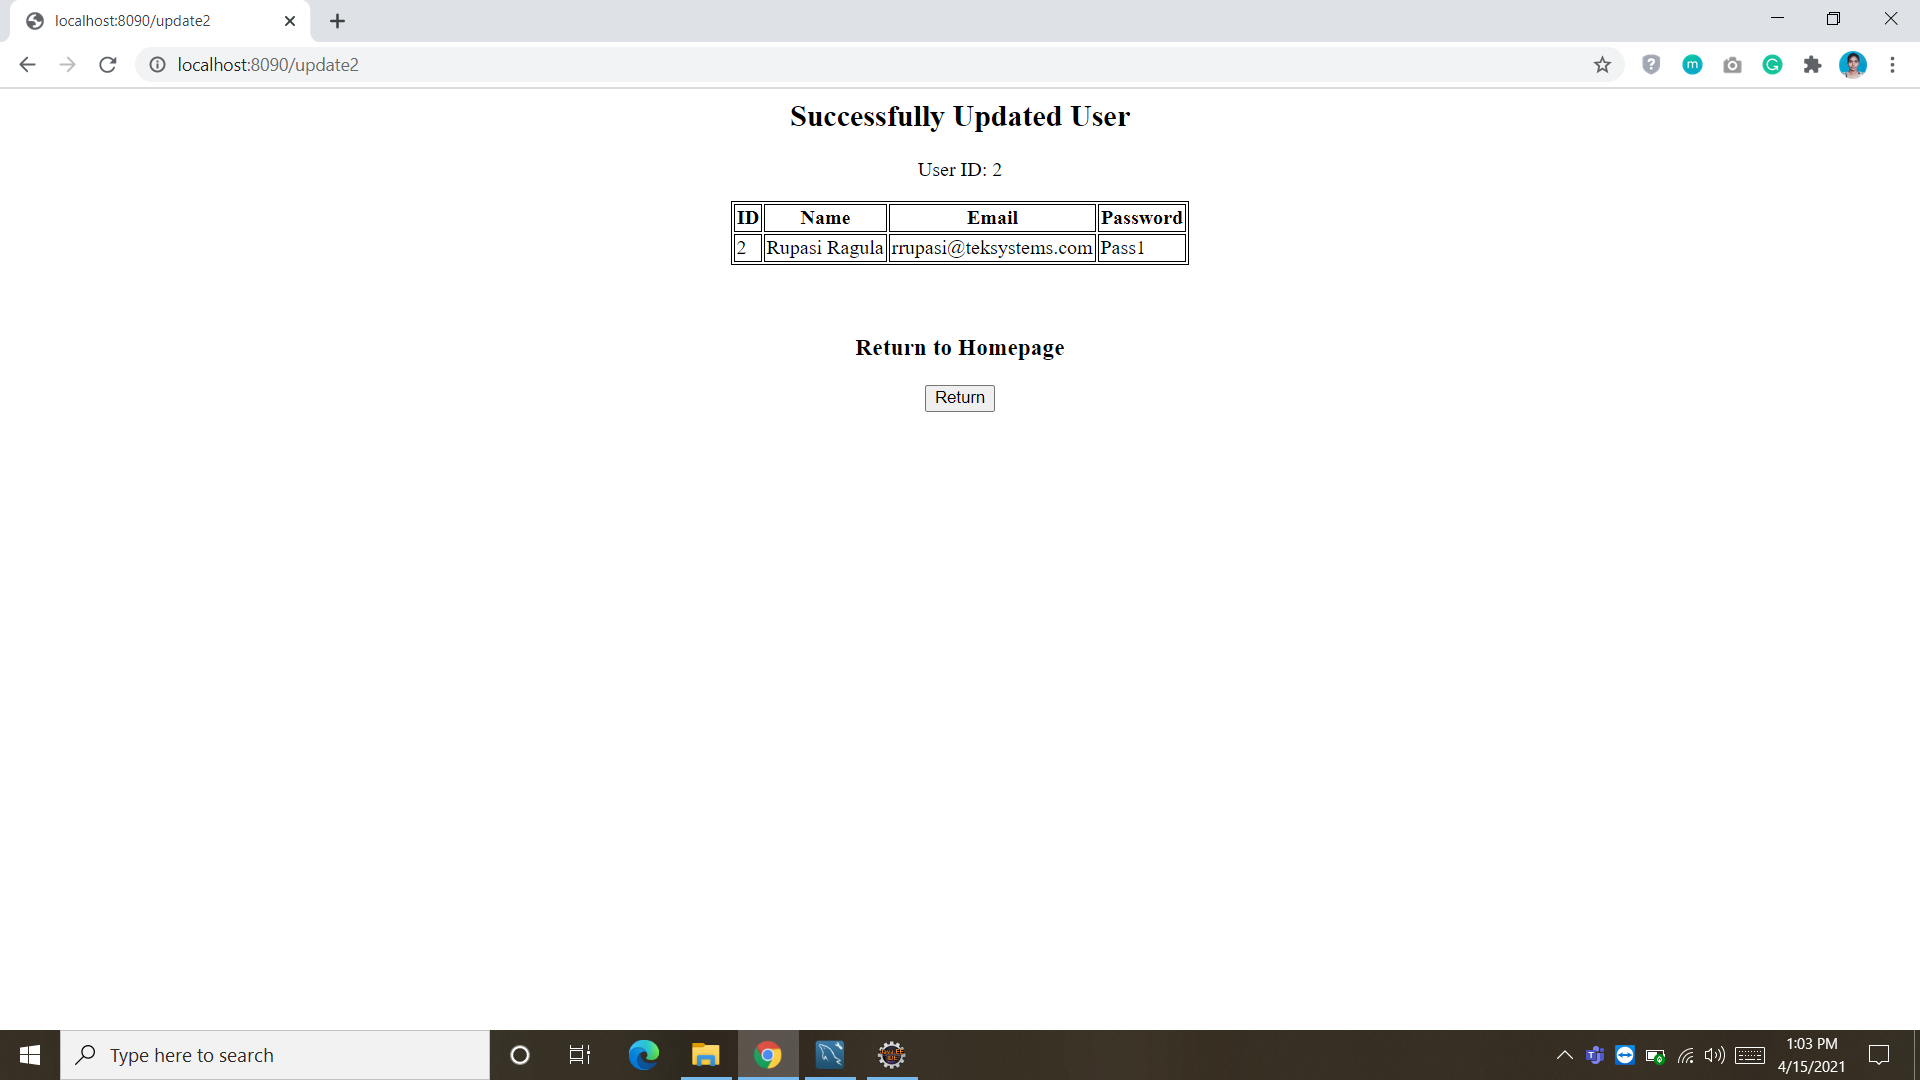 localhost:8090/update2
localhost:8090/update2
Successfully Updated User
User ID: 2
ID Name Email Password
2 Rupasi Ragula rrupasi@teksystems.com Pass1
Return to Homepage
Return
Type here to search
1:03 PM
4/15/2021